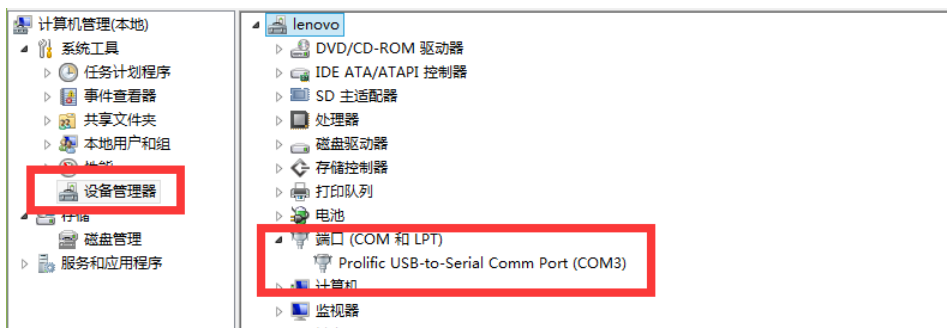 计算机管理(本地)
系统工具
任务计划程序
事件查看器
共享文件夹
本地用户和组
性能
设备管理器
存储
磁盘管理
服务和应用程序
lenovo
DVD/CD-ROM 驱动器
IDE ATA/ATAPI 控制器
SD 主适配器
处理器
磁盘驱动器
存储控制器
打印队列
电池
端口 (COM 和 LPT)
Prolific USB-to-Serial Comm Port (COM3)
计算机
监视器